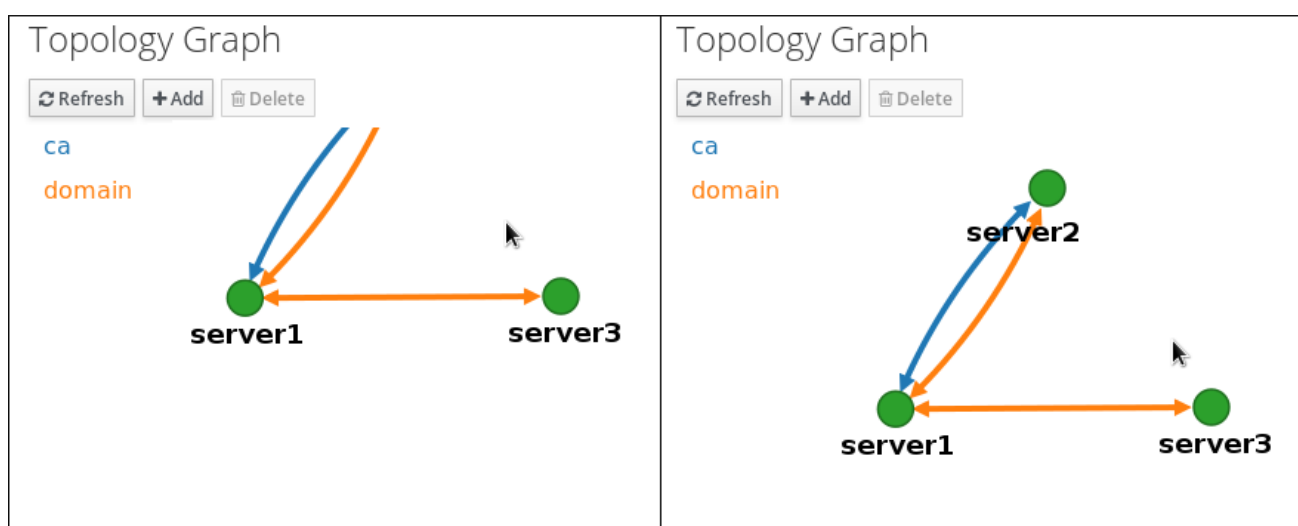 Topology Graph
Refresh Add Delete
ca
domain
server1 server3
Topology Graph
Refresh Add Delete
ca
domain
server2
server1 server3